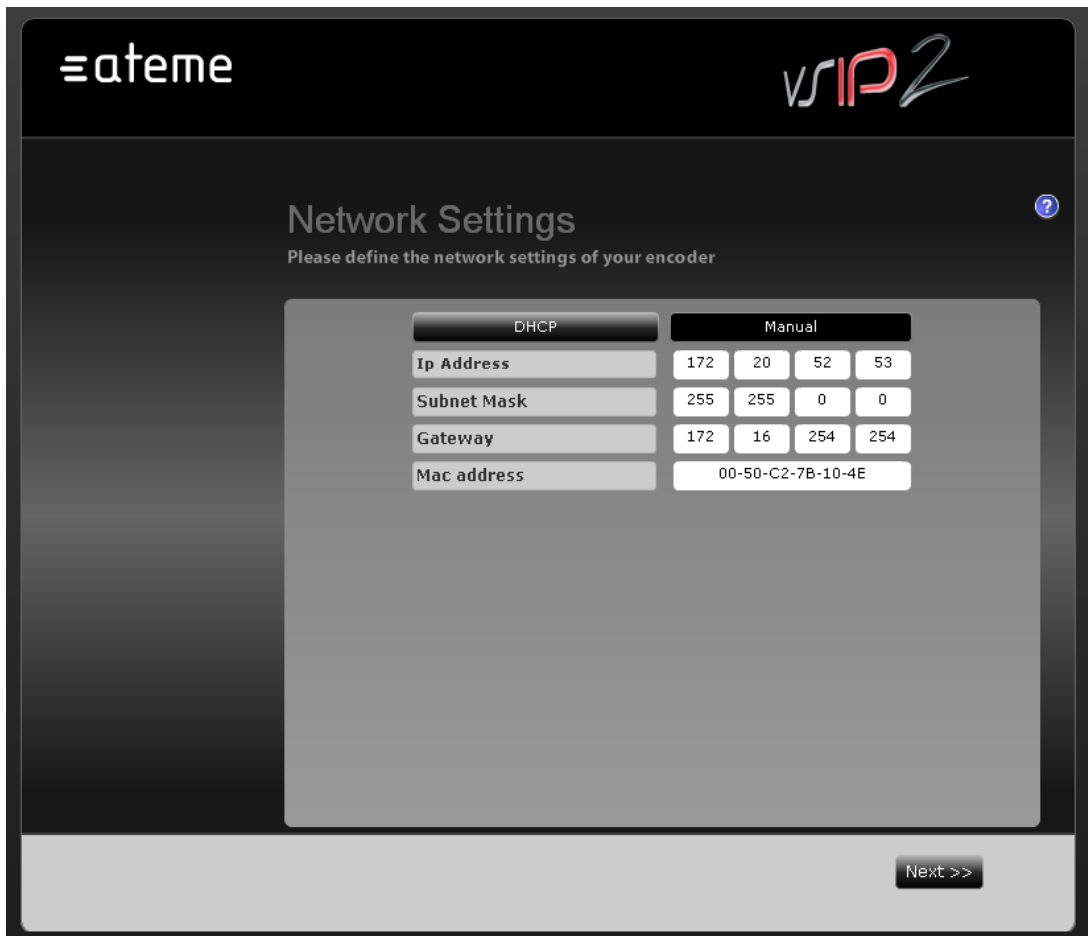 ateme
vsIP2
Network Settings
?
Please define the network settings of your encoder
DHCP Manual
Ip Address 172 20 52 53
Subnet Mask 255 255 0 0
Gateway 172 16 254 254
Mac address 00-50-C2-7B-10-4E
Next >>